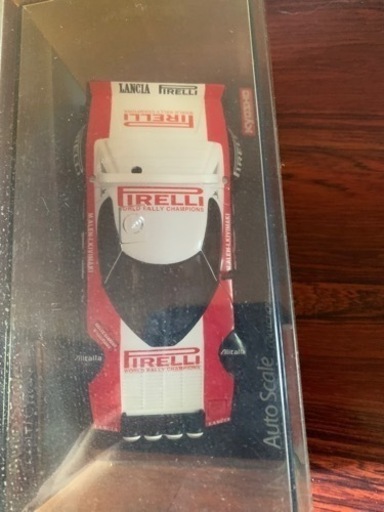 LANCIA PIRELLI
PIRELLI
KYOSHO
PIRELLI
WORLD RALLY CHAMPIONS
Alitalia
PIRELLI
WORLD RALLY CHAMPIONS
Alitalia
Auto Scale